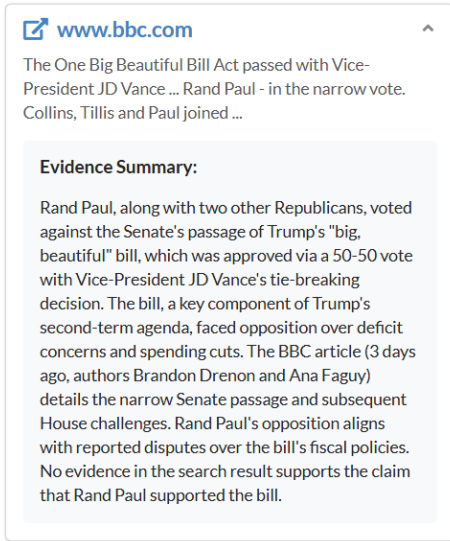 www.bbc.com
The One Big Beautiful Bill Act passed with Vice-
President JD Vance ... Rand Paul - in the narrow vote.
Collins, Tillis and Paul joined ...
Evidence Summary:
Rand Paul, along with two other Republicans, voted
against the Senate's passage of Trump's "big,
beautiful" bill, which was approved via a 50-50 vote
with Vice-President JD Vance's tie-breaking
decision. The bill, a key component of Trump's
second-term agenda, faced opposition over deficit
concerns and spending cuts. The BBC article (3 days
ago, authors Brandon Drenon and Ana Faguy)
details the narrow Senate passage and subsequent
House challenges. Rand Paul's opposition aligns
with reported disputes over the bill's fiscal policies.
No evidence in the search result supports the claim
that Rand Paul supported the bill.